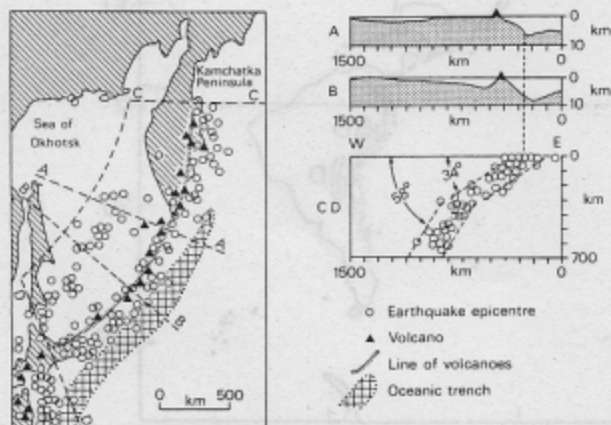 Kamchatka
Peninsula
C
C
Sea of
Okhotsk
A
0 500
km
A
0
km
10
1500
km
0
B
0
km
10
1500
km
0
W
E
C D
0
km
700
1500
km
0
Earthquake epicentre
Volcano
Line of volcanoes
Oceanic trench